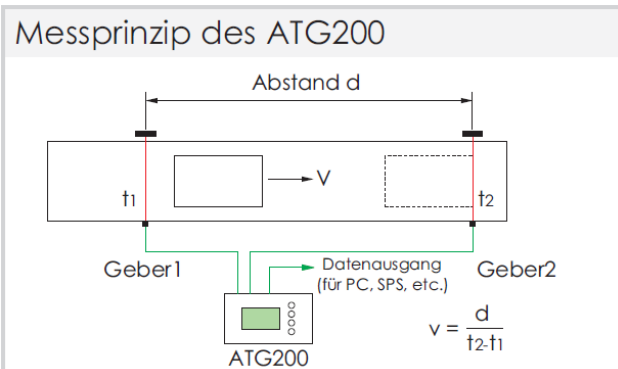 Messprinzip des ATG200
Abstand d
t1
V
t2
Geber1
Datenausgang
(für PC, SPS, etc.)
Geber2
ATG200
v = d / t2-t1